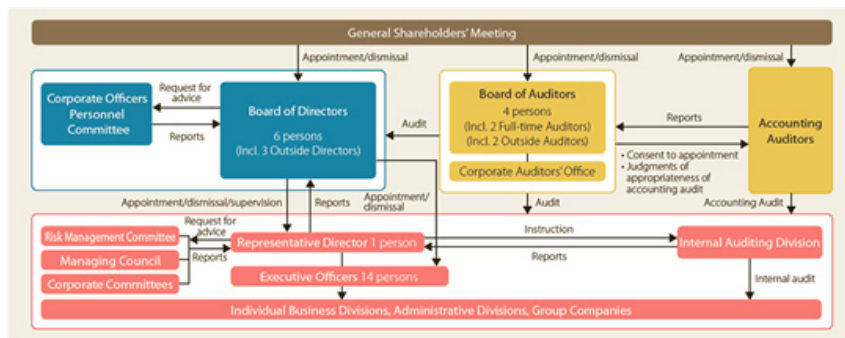 General Shareholders' Meeting
Appointment/dismissal
Appointment/dismissal
Appointment/dismissal
Corporate Officers
Personnel
Committee
Request for
advice
Reports
Board of Directors
6 persons
(Incl. 3 Outside Directors)
Audit
Board of Auditors
4 persons
(Incl. 2 Full-time Auditors)
(Incl. 2 Outside Auditors)
Corporate Auditors' Office
Reports
• Consent to appointment
• Judgments of
appropriateness of
accounting audit
Accounting
Auditors
Appointment/dismissal/supervision
Reports
Appointment/
dismissal
Audit
Accounting Audit
Risk Management Committee
Managing Council
Corporate Committees
Request for
advice
Reports
Representative Director 1 person
Executive Officers 14 persons
Instruction
Reports
Internal Auditing Division
Internal audit
Individual Business Divisions, Administrative Divisions, Group Companies